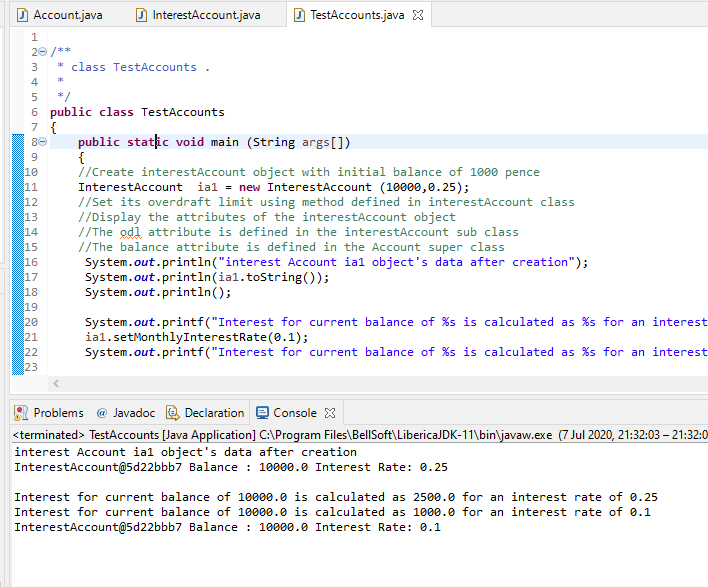 Account.java InterestAccount.java TestAccounts.java
1
2 /**
3 * class TestAccounts .
4 *
5 */
6 public class TestAccounts
7 {
8 public static void main (String args[])
9 {
10 //Create interestAccount object with initial balance of 1000 pence
11 InterestAccount ia1 = new InterestAccount (10000,0.25);
12 //Set its overdraft limit using method defined in interestAccount class
13 //Display the attributes of the interestAccount object
14 //The odl attribute is defined in the interestAccount sub class
15 //The balance attribute is defined in the Account super class
16 System.out.println("interest Account ia1 object's data after creation");
17 System.out.println(ia1.toString());
18 System.out.println();
19
20 System.out.printf("Interest for current balance of %s is calculated as %s for an interest
21 ia1.setMonthlyInterestRate(0.1);
22 System.out.printf("Interest for current balance of %s is calculated as %s for an interest
23
Problems @ Javadoc Declaration Console
<terminated> TestAccounts [Java Application] C:\Program Files\BellSoft\LibericaJDK-11\bin\javaw.exe (7 Jul 2020, 21:32:03 – 21:32:0
interest Account ia1 object's data after creation
InterestAccount@5d22bbb7 Balance : 10000.0 Interest Rate: 0.25
Interest for current balance of 10000.0 is calculated as 2500.0 for an interest rate of 0.25
Interest for current balance of 10000.0 is calculated as 1000.0 for an interest rate of 0.1
InterestAccount@5d22bbb7 Balance : 10000.0 Interest Rate: 0.1